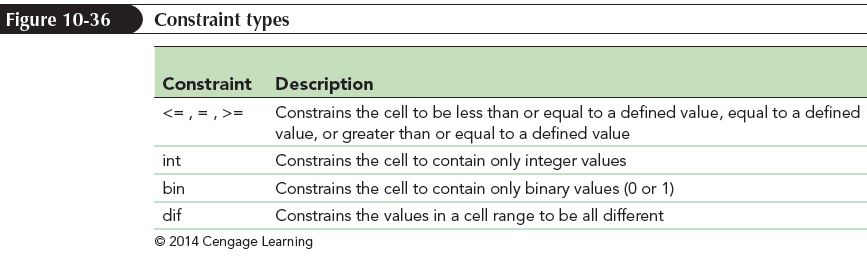 Figure 10-36 Constraint types
Constraint Description
<= , = , >= Constrains the cell to be less than or equal to a defined value, equal to a defined
value, or greater than or equal to a defined value
int Constrains the cell to contain only integer values
bin Constrains the cell to contain only binary values (0 or 1)
dif Constrains the values in a cell range to be all different
© 2014 Cengage Learning